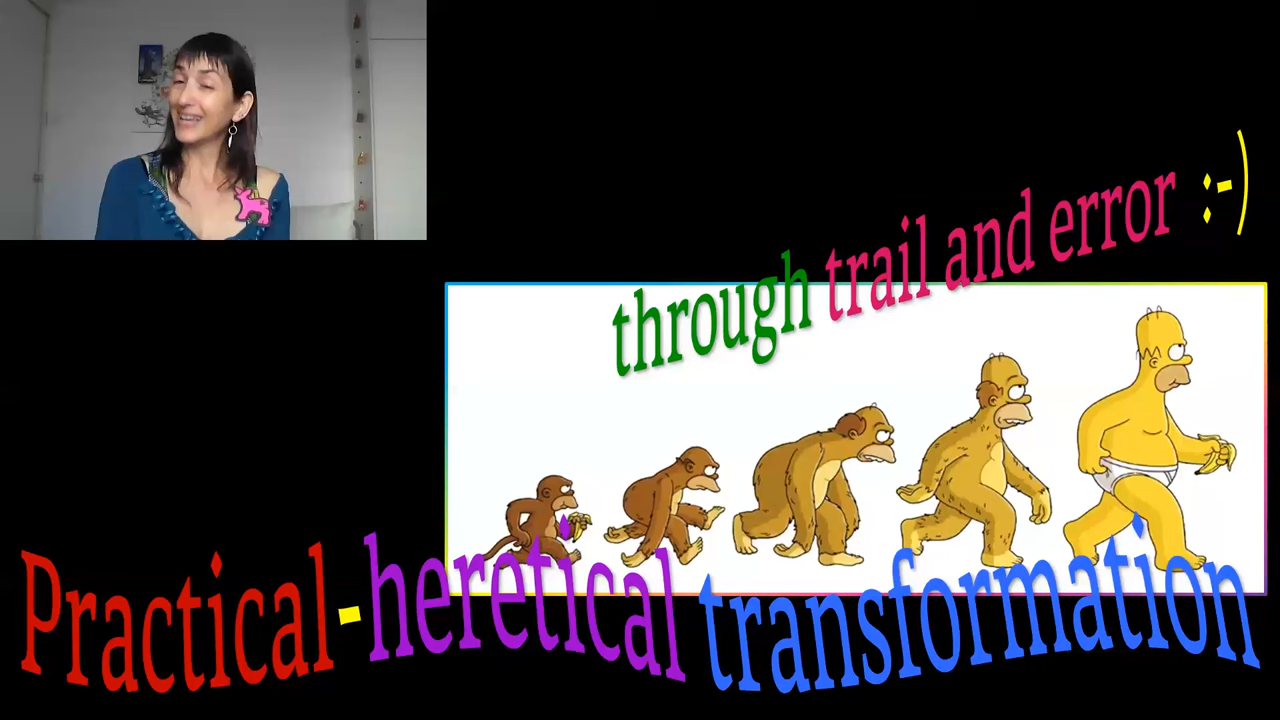 through trail and error :-)
Practical-heretical transformation